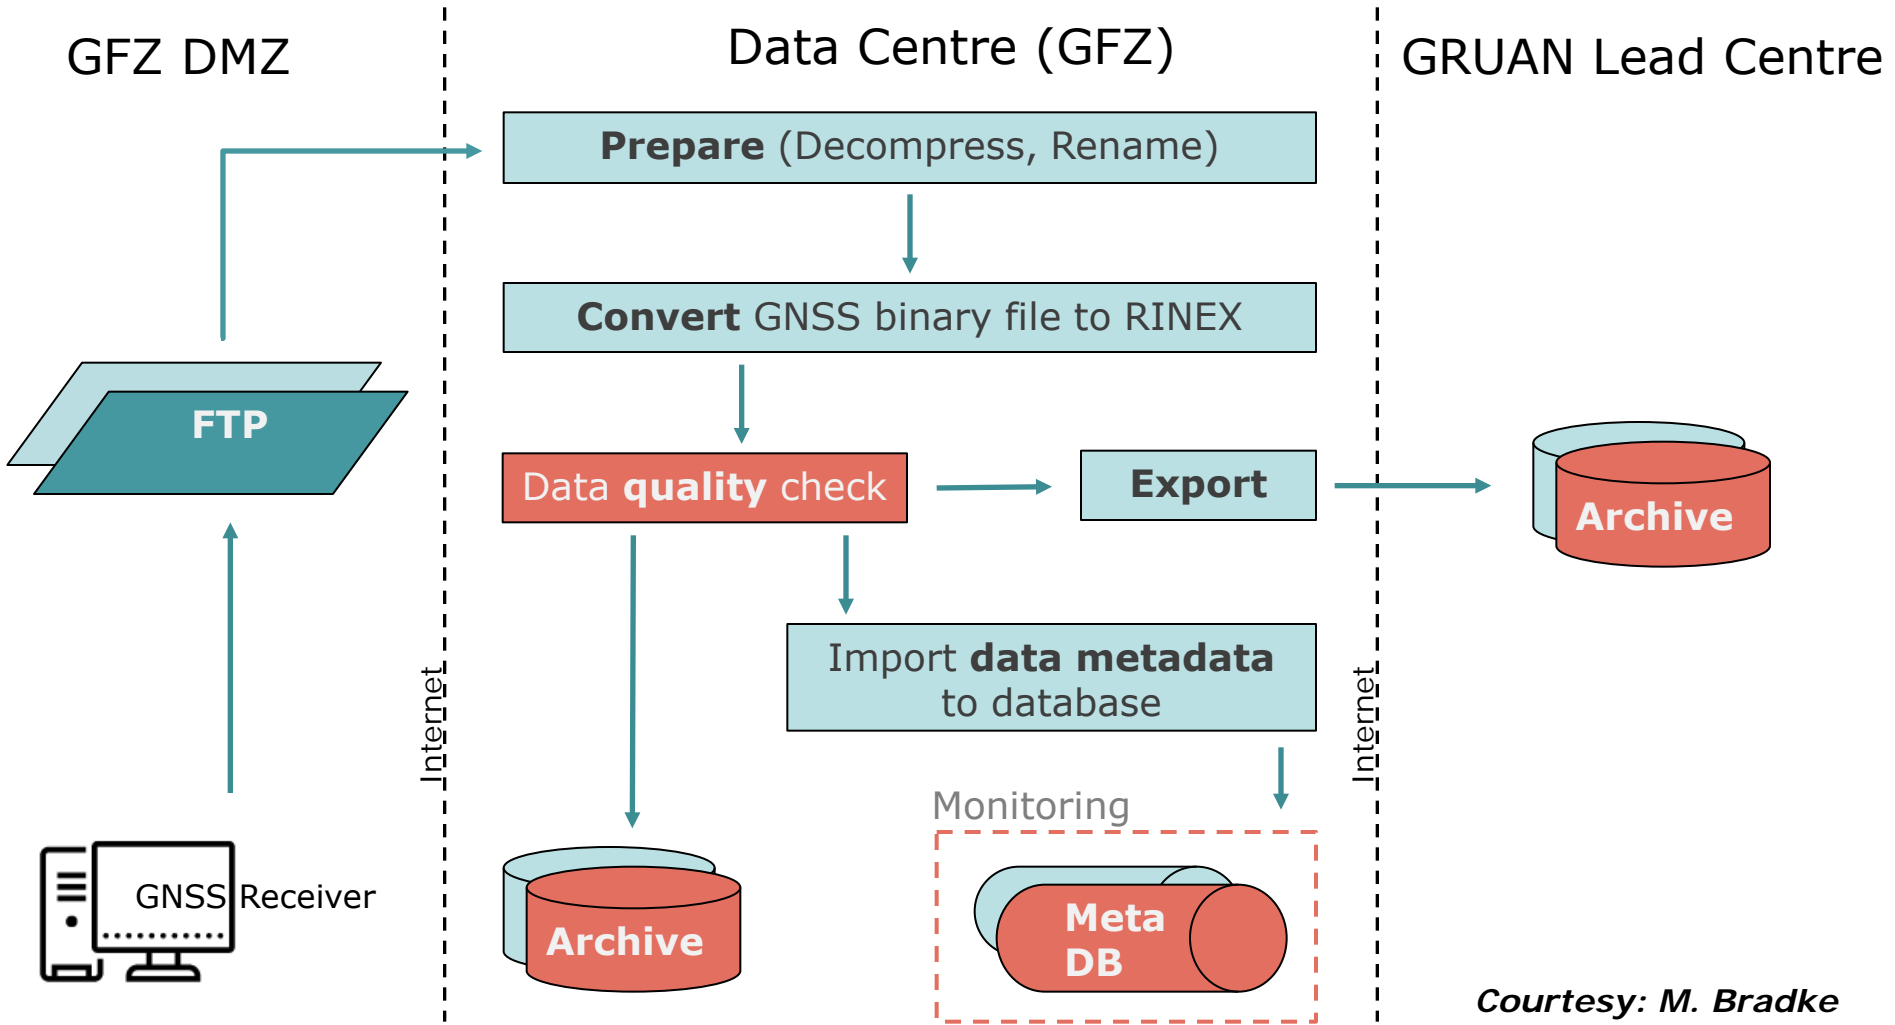 GFZ DMZ
Data Centre (GFZ)
GRUAN Lead Centre
Prepare (Decompress, Rename)
Convert GNSS binary file to RINEX
FTP
Data quality check
Export
Archive
Import data metadata
to database
Internet
Internet
Monitoring
GNSS Receiver
Archive
Meta
DB
Courtesy: M. Bradke